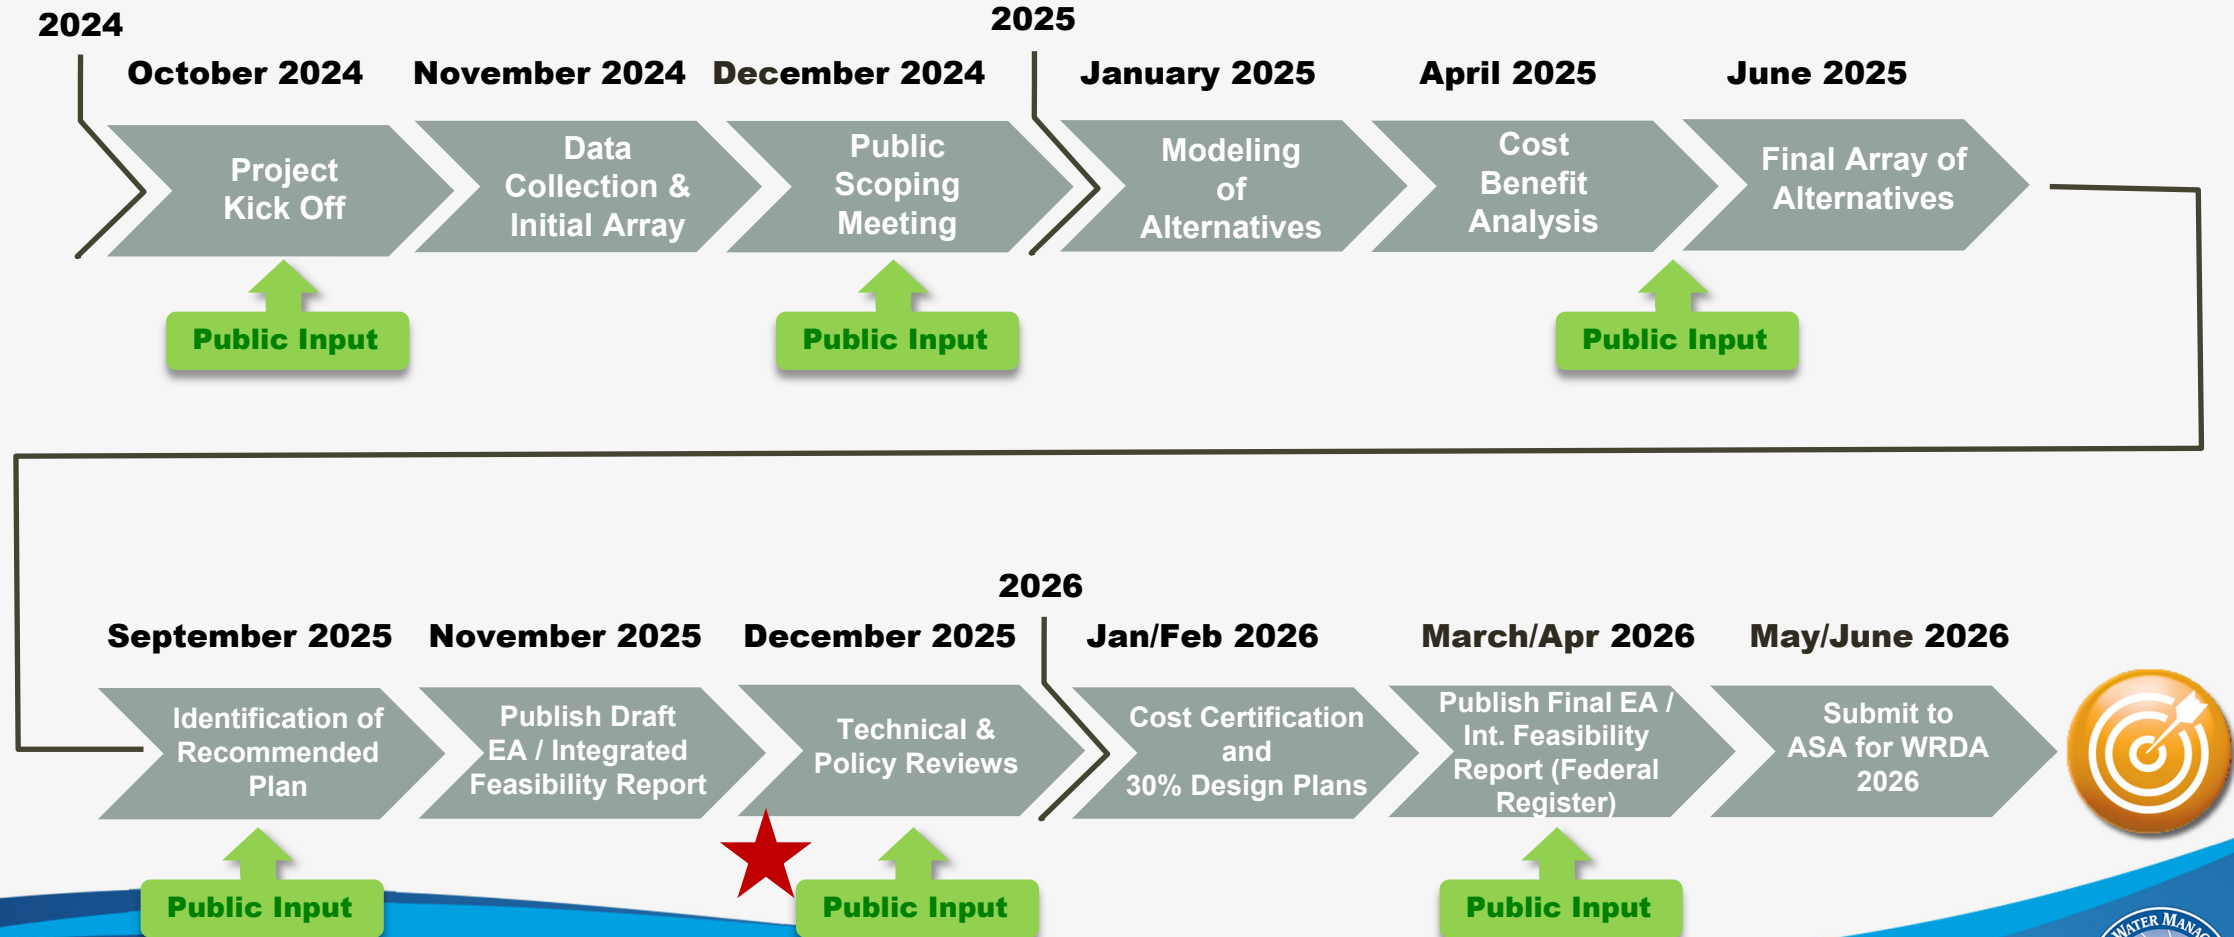 2024
2025
October 2024
November 2024
December 2024
January 2025
April 2025
June 2025
Project
Kick Off
Data
Collection &
Initial Array
Public
Scoping
Meeting
Modeling
of
Alternatives
Cost
Benefit
Analysis
Final Array of
Alternatives
Public Input
Public Input
Public Input
2026
September 2025
November 2025
December 2025
Jan/Feb 2026
March/Apr 2026
May/June 2026
Identification of
Recommended
Plan
Publish Draft
EA / Integrated
Feasibility Report
Technical &
Policy Reviews
Cost Certification
and
30% Design Plans
Publish Final EA /
Int. Feasibility
Report (Federal
Register)
Submit to
ASA for WRDA
2026
Public Input
Public Input
Public Input